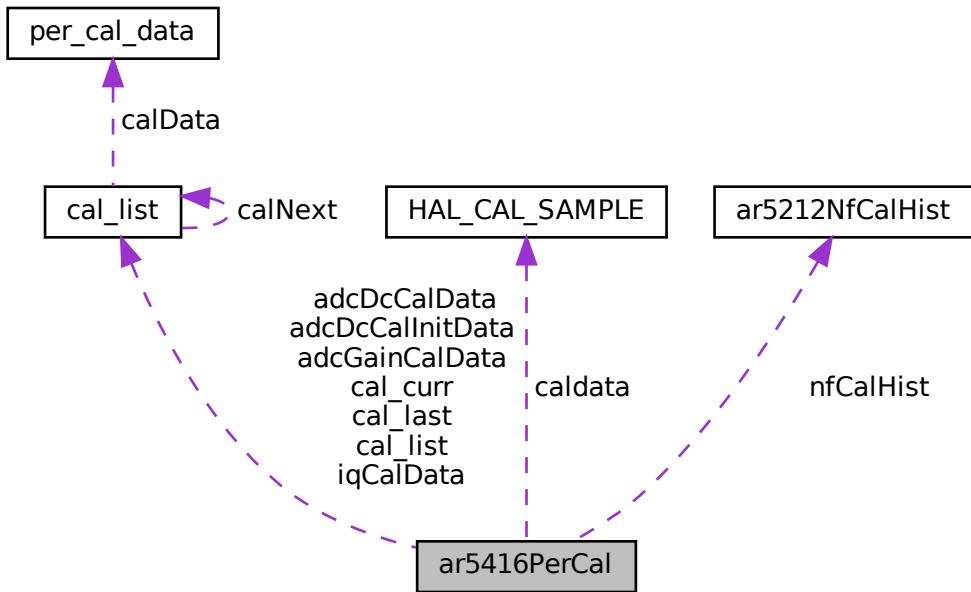 per_cal_data
calData
cal_list
calNext
HAL_CAL_SAMPLE
ar5212NfCalHist
adcDcCalData
adcDcCalInitData
adcGainCalData
cal_curr
cal_last
cal_list
iqCalData
caldata
nfCalHist
ar5416PerCal